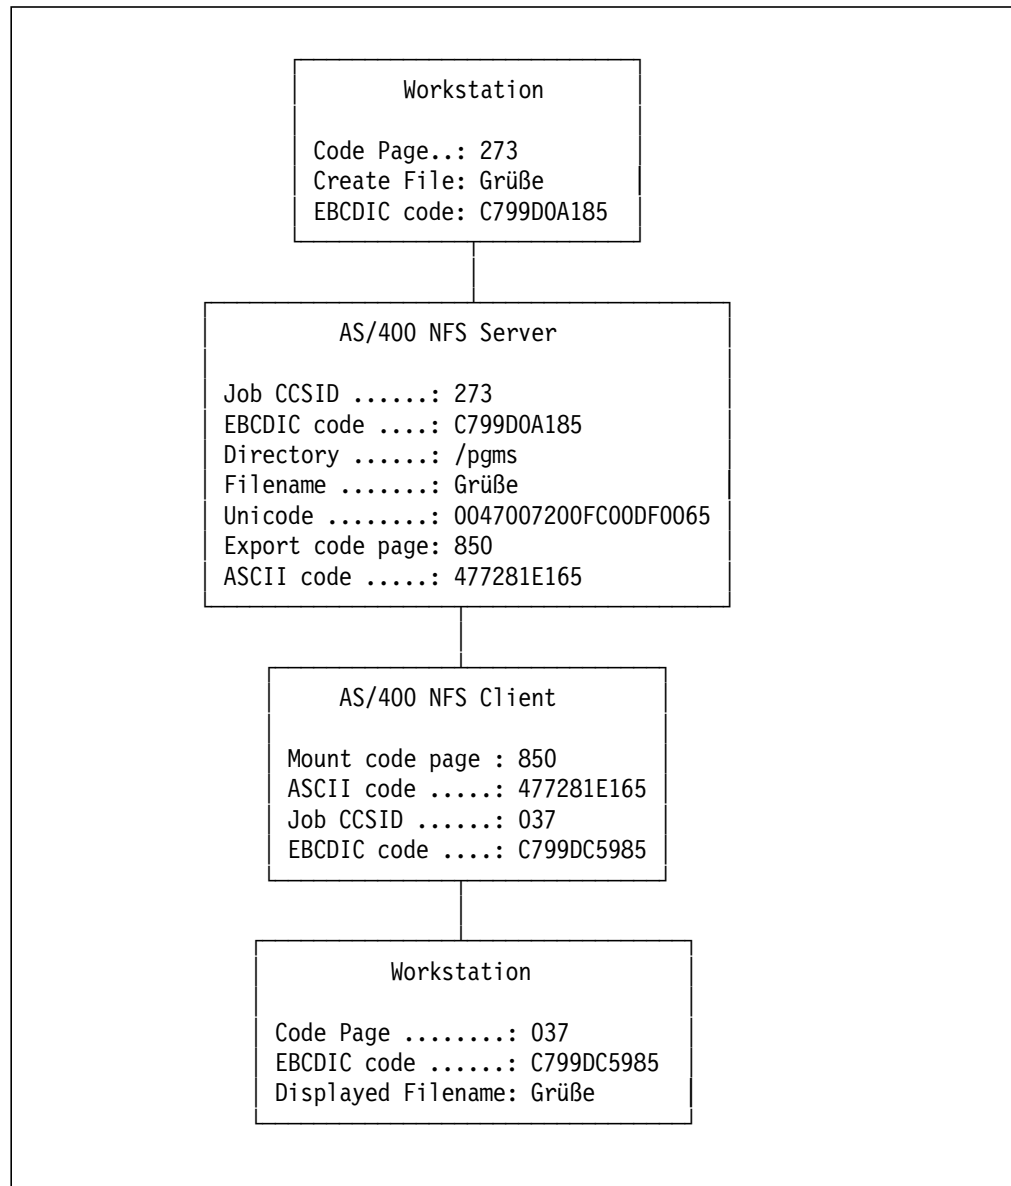 Workstation
Code Page..: 273
Create File: Grüße
EBCDIC code: C799D0A185
AS/400 NFS Server
Job CCSID ......: 273
EBCDIC code ....: C799D0A185
Directory ......: /pgms
Filename .......: Grüße
Unicode ........: 0047007200FC00DF0065
Export code page: 850
ASCII code .....: 477281E165
AS/400 NFS Client
Mount code page : 850
ASCII code .....: 477281E165
Job CCSID ......: 037
EBCDIC code ....: C799DC5985
Workstation
Code Page ........: 037
EBCDIC code ......: C799DC5985
Displayed Filename: Grüße